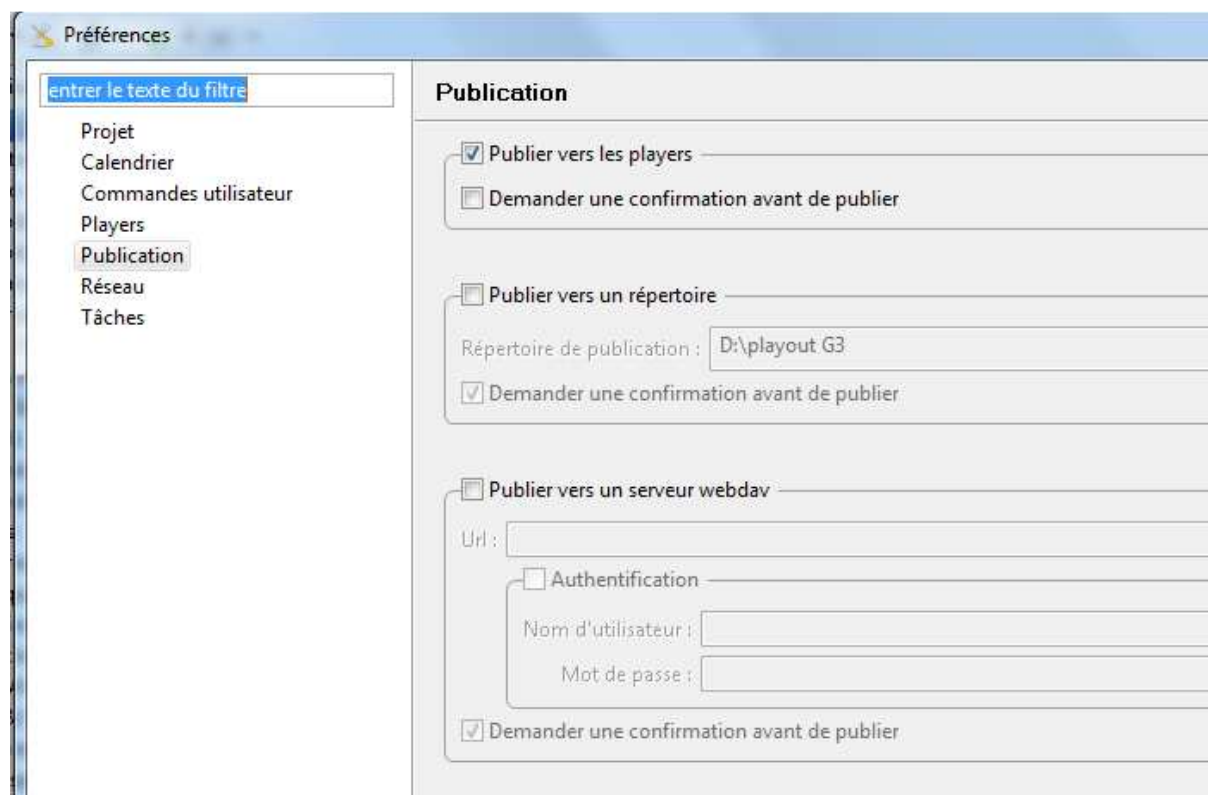 Préférences
entrer le texte du filtre
Projet
Calendrier
Commandes utilisateur
Players
Publication
Réseau
Tâches
Publication
Publier vers les players
Demander une confirmation avant de publier
Publier vers un répertoire
Répertoire de publication : D:\playout G3
Demander une confirmation avant de publier
Publier vers un serveur webdav
Url :
Authentification
Nom d'utilisateur :
Mot de passe :
Demander une confirmation avant de publier